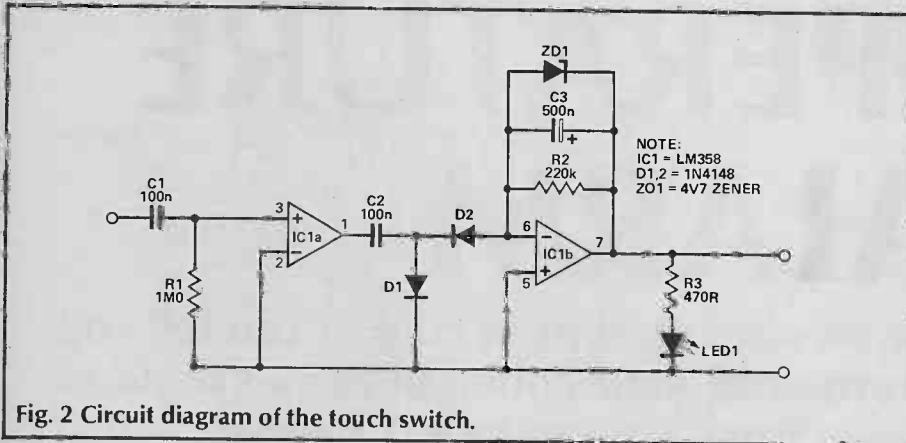 ZD1
C3
500n
+
R2
220k
NOTE:
IC1 = LM358
D1,2 = 1N4148
ZO1 = 4V7 ZENER
C1
100n
3
+
IC1a
1
2
−
C2
100n
D2
6
−
IC1b
7
5
+
R1
1M0
D1
R3
470R
LED1
Fig. 2 Circuit diagram of the touch switch.